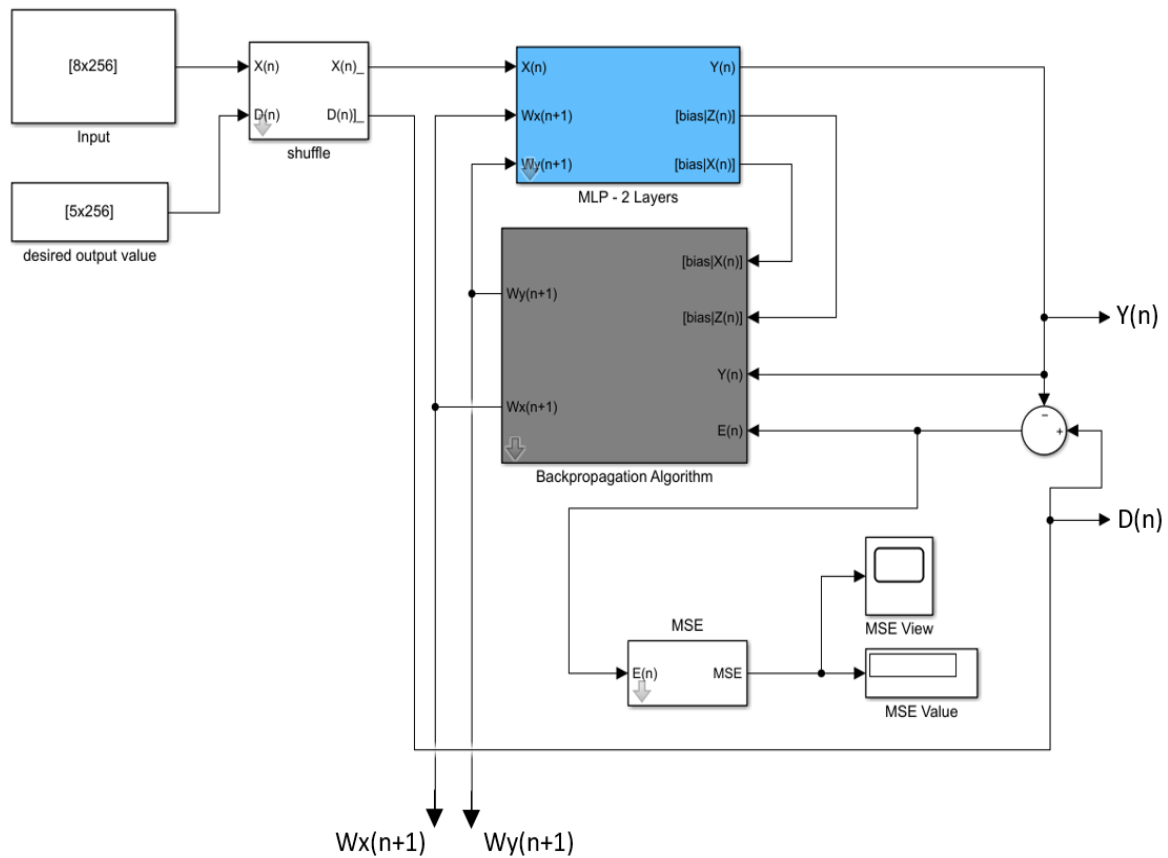 [8x256]
Input
[5x256]
desired output value
X(n)
X(n)_
D(n)
D(n)]_
shuffle
X(n)
Y(n)
Wx(n+1)
[bias|Z(n)]
Wy(n+1)
[bias|X(n)]
MLP - 2 Layers
[bias|X(n)]
Wy(n+1)
[bias|Z(n)]
Y(n)
Wx(n+1)
E(n)
Backpropagation Algorithm
Y(n)
−
+
D(n)
MSE
E(n)
MSE
MSE View
MSE Value
Wx(n+1)
Wy(n+1)